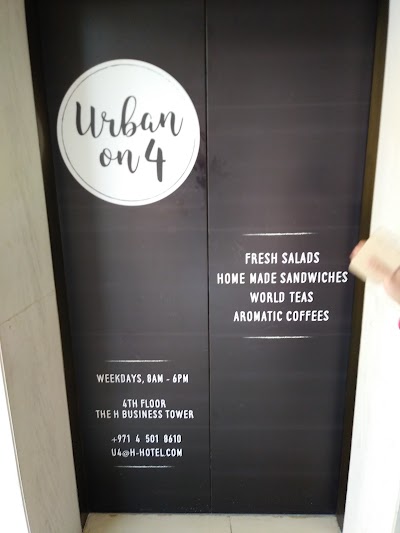 Urban
on 4
FRESH SALADS
HOME MADE SANDWICHES
WORLD TEAS
AROMATIC COFFEES
WEEKDAYS, 8AM - 6PM
4TH FLOOR
THE H BUSINESS TOWER
+971 4 501 8610
U4@H-HOTEL.COM